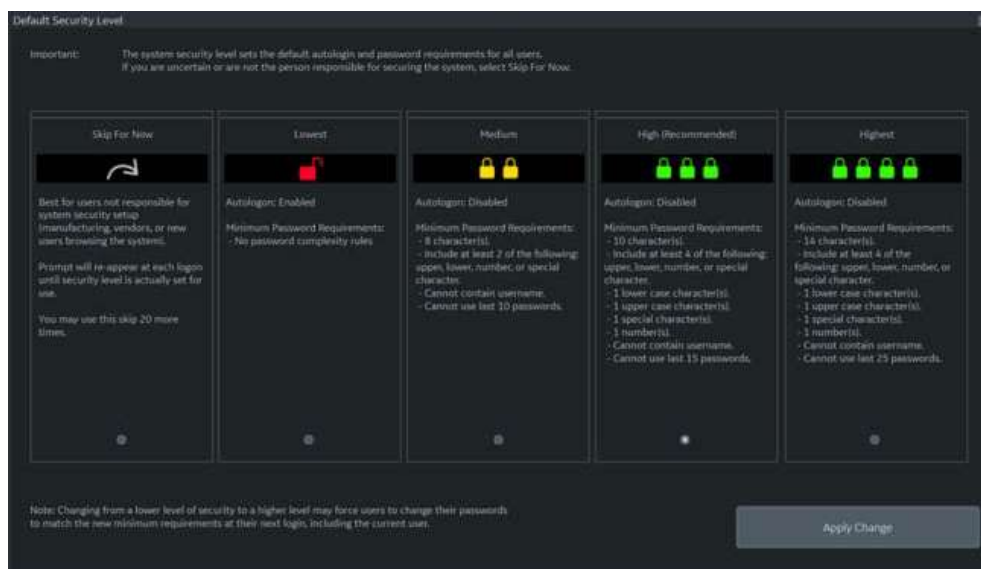 Default Security Level
Important:
The system security level sets the default autologin and password requirements for all users.
If you are uncertain or are not the person responsible for securing the system, select Skip For Now.
Skip For Now
Best for users not responsible for
system security setup
(manufacturing, vendors, or new
users browsing the system).
Prompt will re-appear at each logon
until security level is actually set for
use.
You may use this skip 20 more
times.
Lowest
Autologon: Enabled
Minimum Password Requirements:
- No password complexity rules
Medium
Autologon: Disabled
Minimum Password Requirements:
- 8 character(s).
- Include at least 2 of the following:
upper, lower, number, or special
character.
- Cannot contain username.
- Cannot use last 10 passwords.
High (Recommended)
Autologon: Disabled
Minimum Password Requirements:
- 10 character(s).
- Include at least 4 of the following:
upper, lower, number, or special
character.
- 1 lower case character(s).
- 1 upper case character(s).
- 1 special character(s).
- 1 number(s).
- Cannot contain username.
- Cannot use last 15 passwords.
Highest
Autologon: Disabled
Minimum Password Requirements:
- 14 character(s).
- Include at least 4 of the
following: upper, lower, number, or
special character.
- 1 lower case character(s).
- 1 upper case character(s).
- 1 special character(s).
- 1 number(s).
- Cannot contain username.
- Cannot use last 25 passwords.
Note: Changing from a lower level of security to a higher level may force users to change their passwords
to match the new minimum requirements at their next login, including the current user.
Apply Change